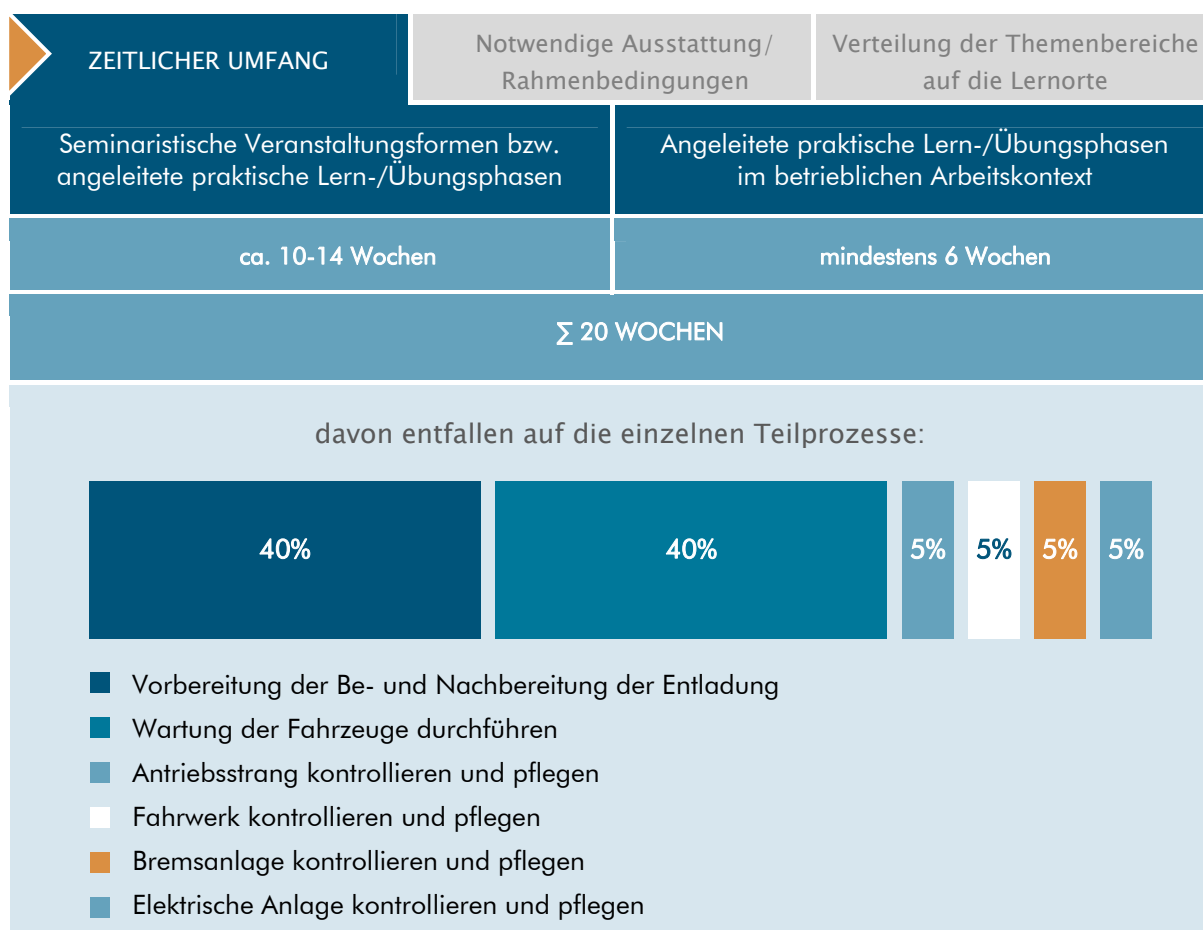 ZEITLICHER UMFANG
Notwendige Ausstattung/
Rahmenbedingungen
Verteilung der Themenbereiche
auf die Lernorte
Seminaristische Veranstaltungsformen bzw.
angeleitete praktische Lern-/Übungsphasen
Angeleitete praktische Lern-/Übungsphasen
im betrieblichen Arbeitskontext
ca. 10-14 Wochen
mindestens 6 Wochen
∑ 20 WOCHEN
davon entfallen auf die einzelnen Teilprozesse:
40%
40%
5%
5%
5%
5%
Vorbereitung der Be- und Nachbereitung der Entladung
Wartung der Fahrzeuge durchführen
Antriebsstrang kontrollieren und pflegen
Fahrwerk kontrollieren und pflegen
Bremsanlage kontrollieren und pflegen
Elektrische Anlage kontrollieren und pflegen